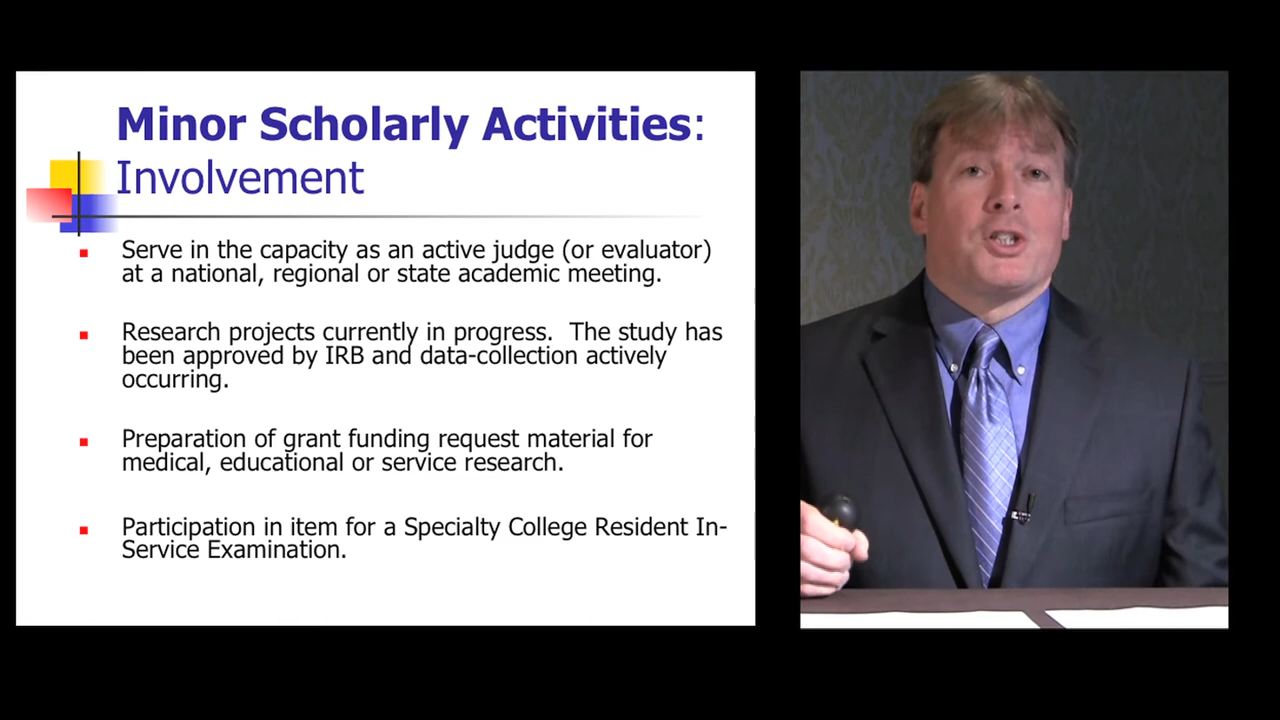 Minor Scholarly Activities:
Involvement
Serve in the capacity as an active judge (or evaluator)
at a national, regional or state academic meeting.
Research projects currently in progress.  The study has
been approved by IRB and data-collection actively
occurring.
Preparation of grant funding request material for
medical, educational or service research.
Participation in item for a Specialty College Resident In-
Service Examination.